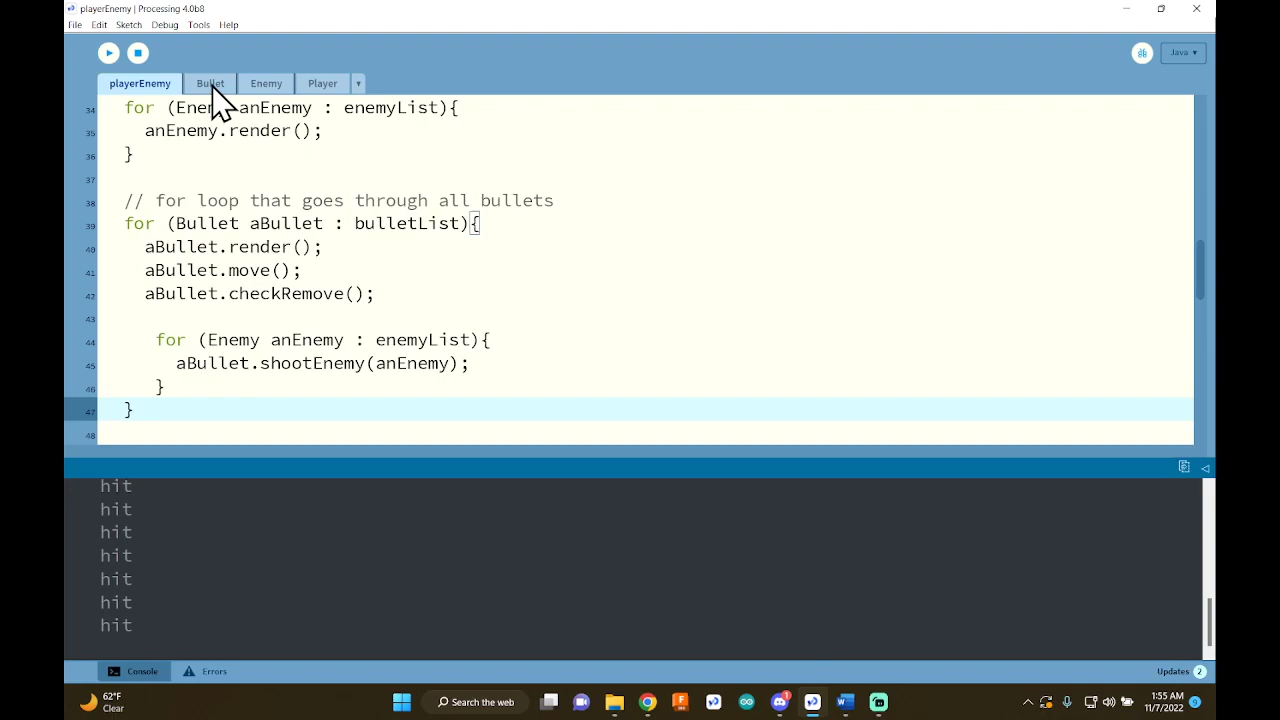 playerEnemy | Processing 4.0b8
File Edit Sketch Debug Tools Help
Java ▾
playerEnemy Bullet Enemy Player ▾
34 for (Enemy anEnemy : enemyList){
35 anEnemy.render();
36 }
37
38 // for loop that goes through all bullets
39 for (Bullet aBullet : bulletList){
40 aBullet.render();
41 aBullet.move();
42 aBullet.checkRemove();
43
44 for (Enemy anEnemy : enemyList){
45 aBullet.shootEnemy(anEnemy);
46 }
47 }
48
hit
hit
hit
hit
hit
hit
hit
Console Errors Updates 2
62°F
Clear
Search the web
1
1:55 AM
11/7/2022
9